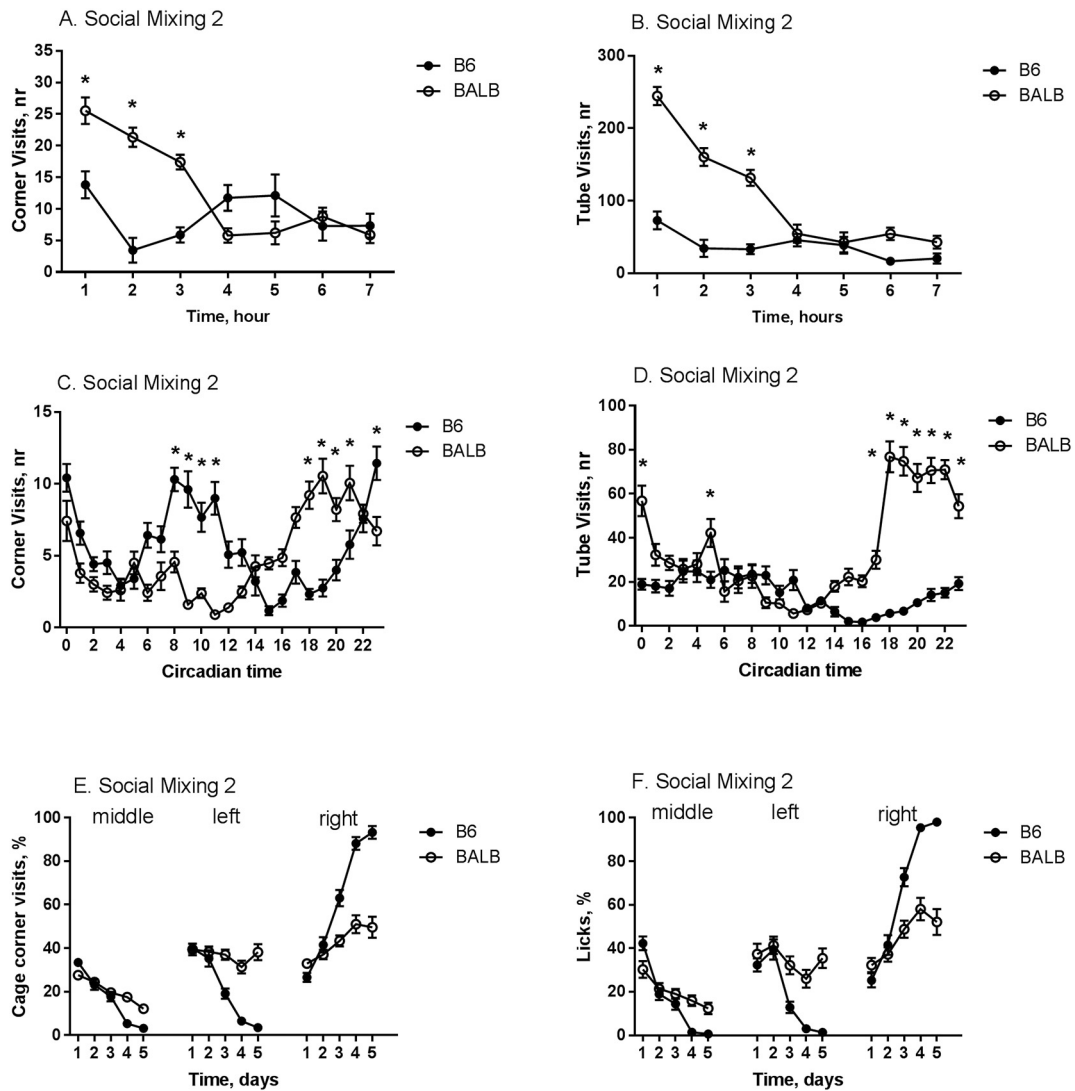 A. Social Mixing 2
35
30
25
20
15
10
5
0
Corner Visits, nr
* * *
1 2 3 4 5 6 7
Time, hour
B6
BALB
B. Social Mixing 2
300
200
100
0
Tube Visits, nr
* * *
1 2 3 4 5 6 7
Time, hours
B6
BALB
C. Social Mixing 2
15
10
5
0
Corner Visits, nr
* * * * * * * * *
0 2 4 6 8 10 12 14 16 18 20 22
Circadian time
B6
BALB
D. Social Mixing 2
100
80
60
40
20
0
Tube Visits, nr
* * * * * * * * *
0 2 4 6 8 10 12 14 16 18 20 22
Circadian time
B6
BALB
E. Social Mixing 2
middle left right
100
80
60
40
20
0
Cage corner visits, %
1 2 3 4 5 1 2 3 4 5 1 2 3 4 5
Time, days
B6
BALB
F. Social Mixing 2
middle left right
100
80
60
40
20
0
Licks, %
1 2 3 4 5 1 2 3 4 5 1 2 3 4 5
Time, days
B6
BALB